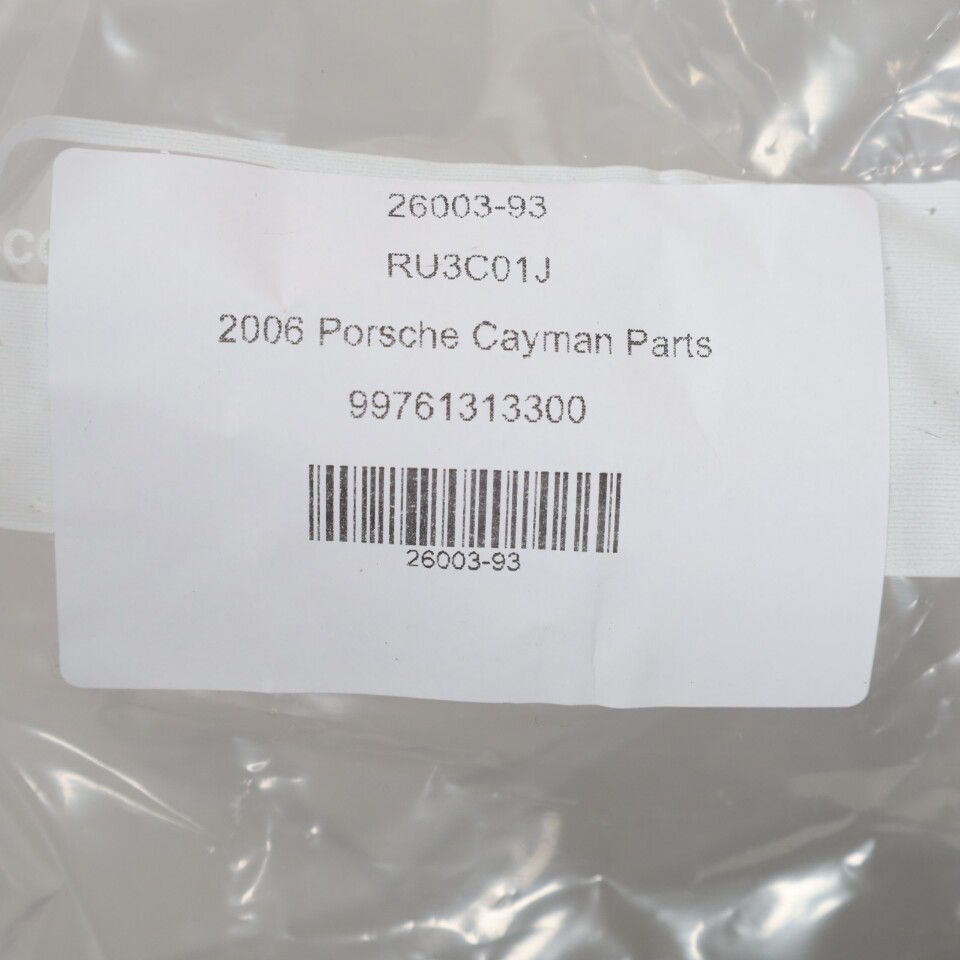 26003-93
RU3C01J
2006 Porsche Cayman Parts
99761313300
26003-93